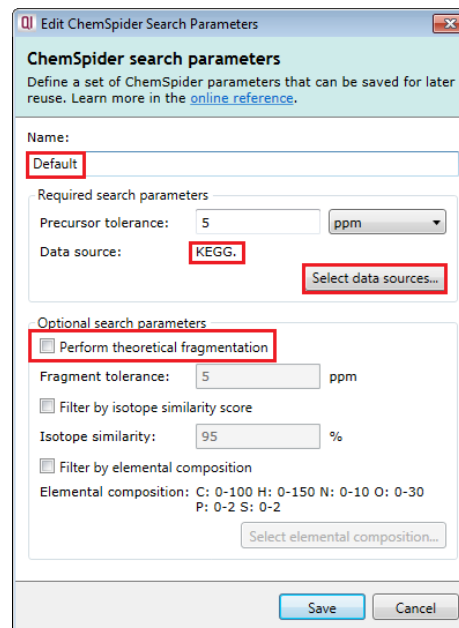 QI Edit ChemSpider Search Parameters
ChemSpider search parameters
Define a set of ChemSpider parameters that can be saved for later
reuse. Learn more in the online reference.
Name:
Default
Required search parameters
Precursor tolerance: 5 ppm
Data source: KEGG.
Select data sources...
Optional search parameters
Perform theoretical fragmentation
Fragment tolerance: 5 ppm
Filter by isotope similarity score
Isotope similarity: 95 %
Filter by elemental composition
Elemental composition: C: 0-100 H: 0-150 N: 0-10 O: 0-30
P: 0-2 S: 0-2
Select elemental composition...
Save Cancel